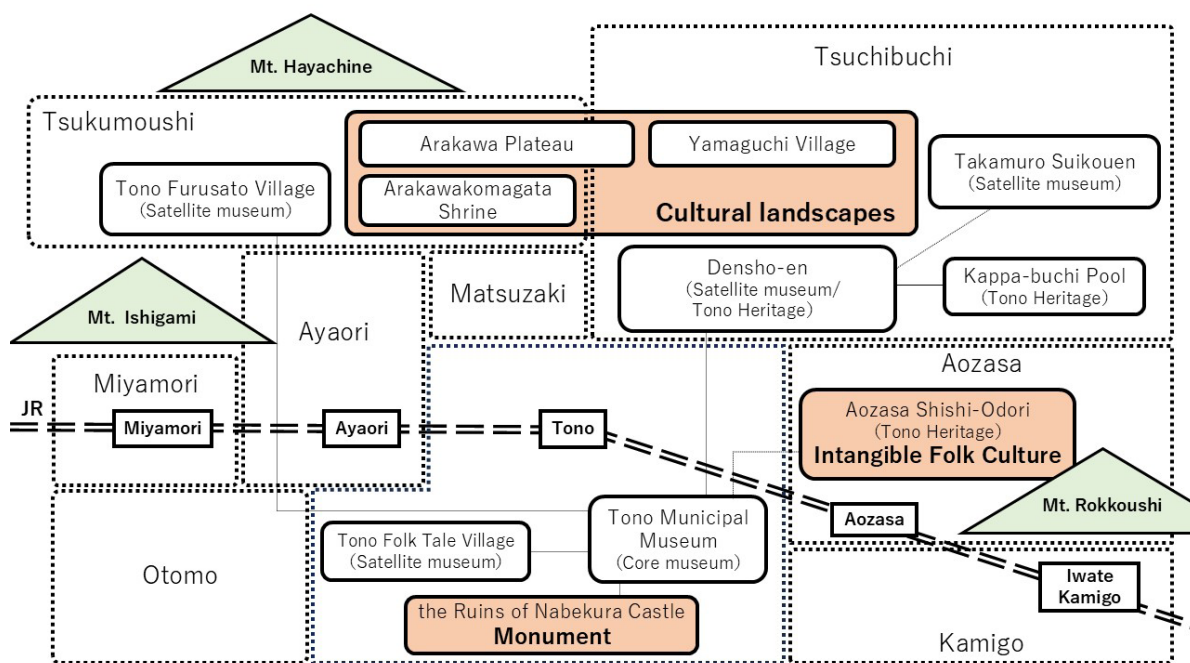 Mt. Hayachine
Tsuchibuchi
Tsukumoushi
Arakawa Plateau
Yamaguchi Village
Takamuro Suikouen
(Satellite museum)
Tono Furusato Village
(Satellite museum)
Arakawakomagata
Shrine
Cultural landscapes
Densho-en
(Satellite museum/
Tono Heritage)
Kappa-buchi Pool
(Tono Heritage)
Matsuzaki
Mt. Ishigami
Ayaori
Miyamori
Aozasa
JR
Miyamori
Ayaori
Tono
Aozasa Shishi-Odori
(Tono Heritage)
Intangible Folk Culture
Mt. Rokkoushi
Aozasa
Tono Municipal
Museum
(Core museum)
Tono Folk Tale Village
(Satellite museum)
Otomo
Iwate
Kamigo
the Ruins of Nabekura Castle
Monument
Kamigo